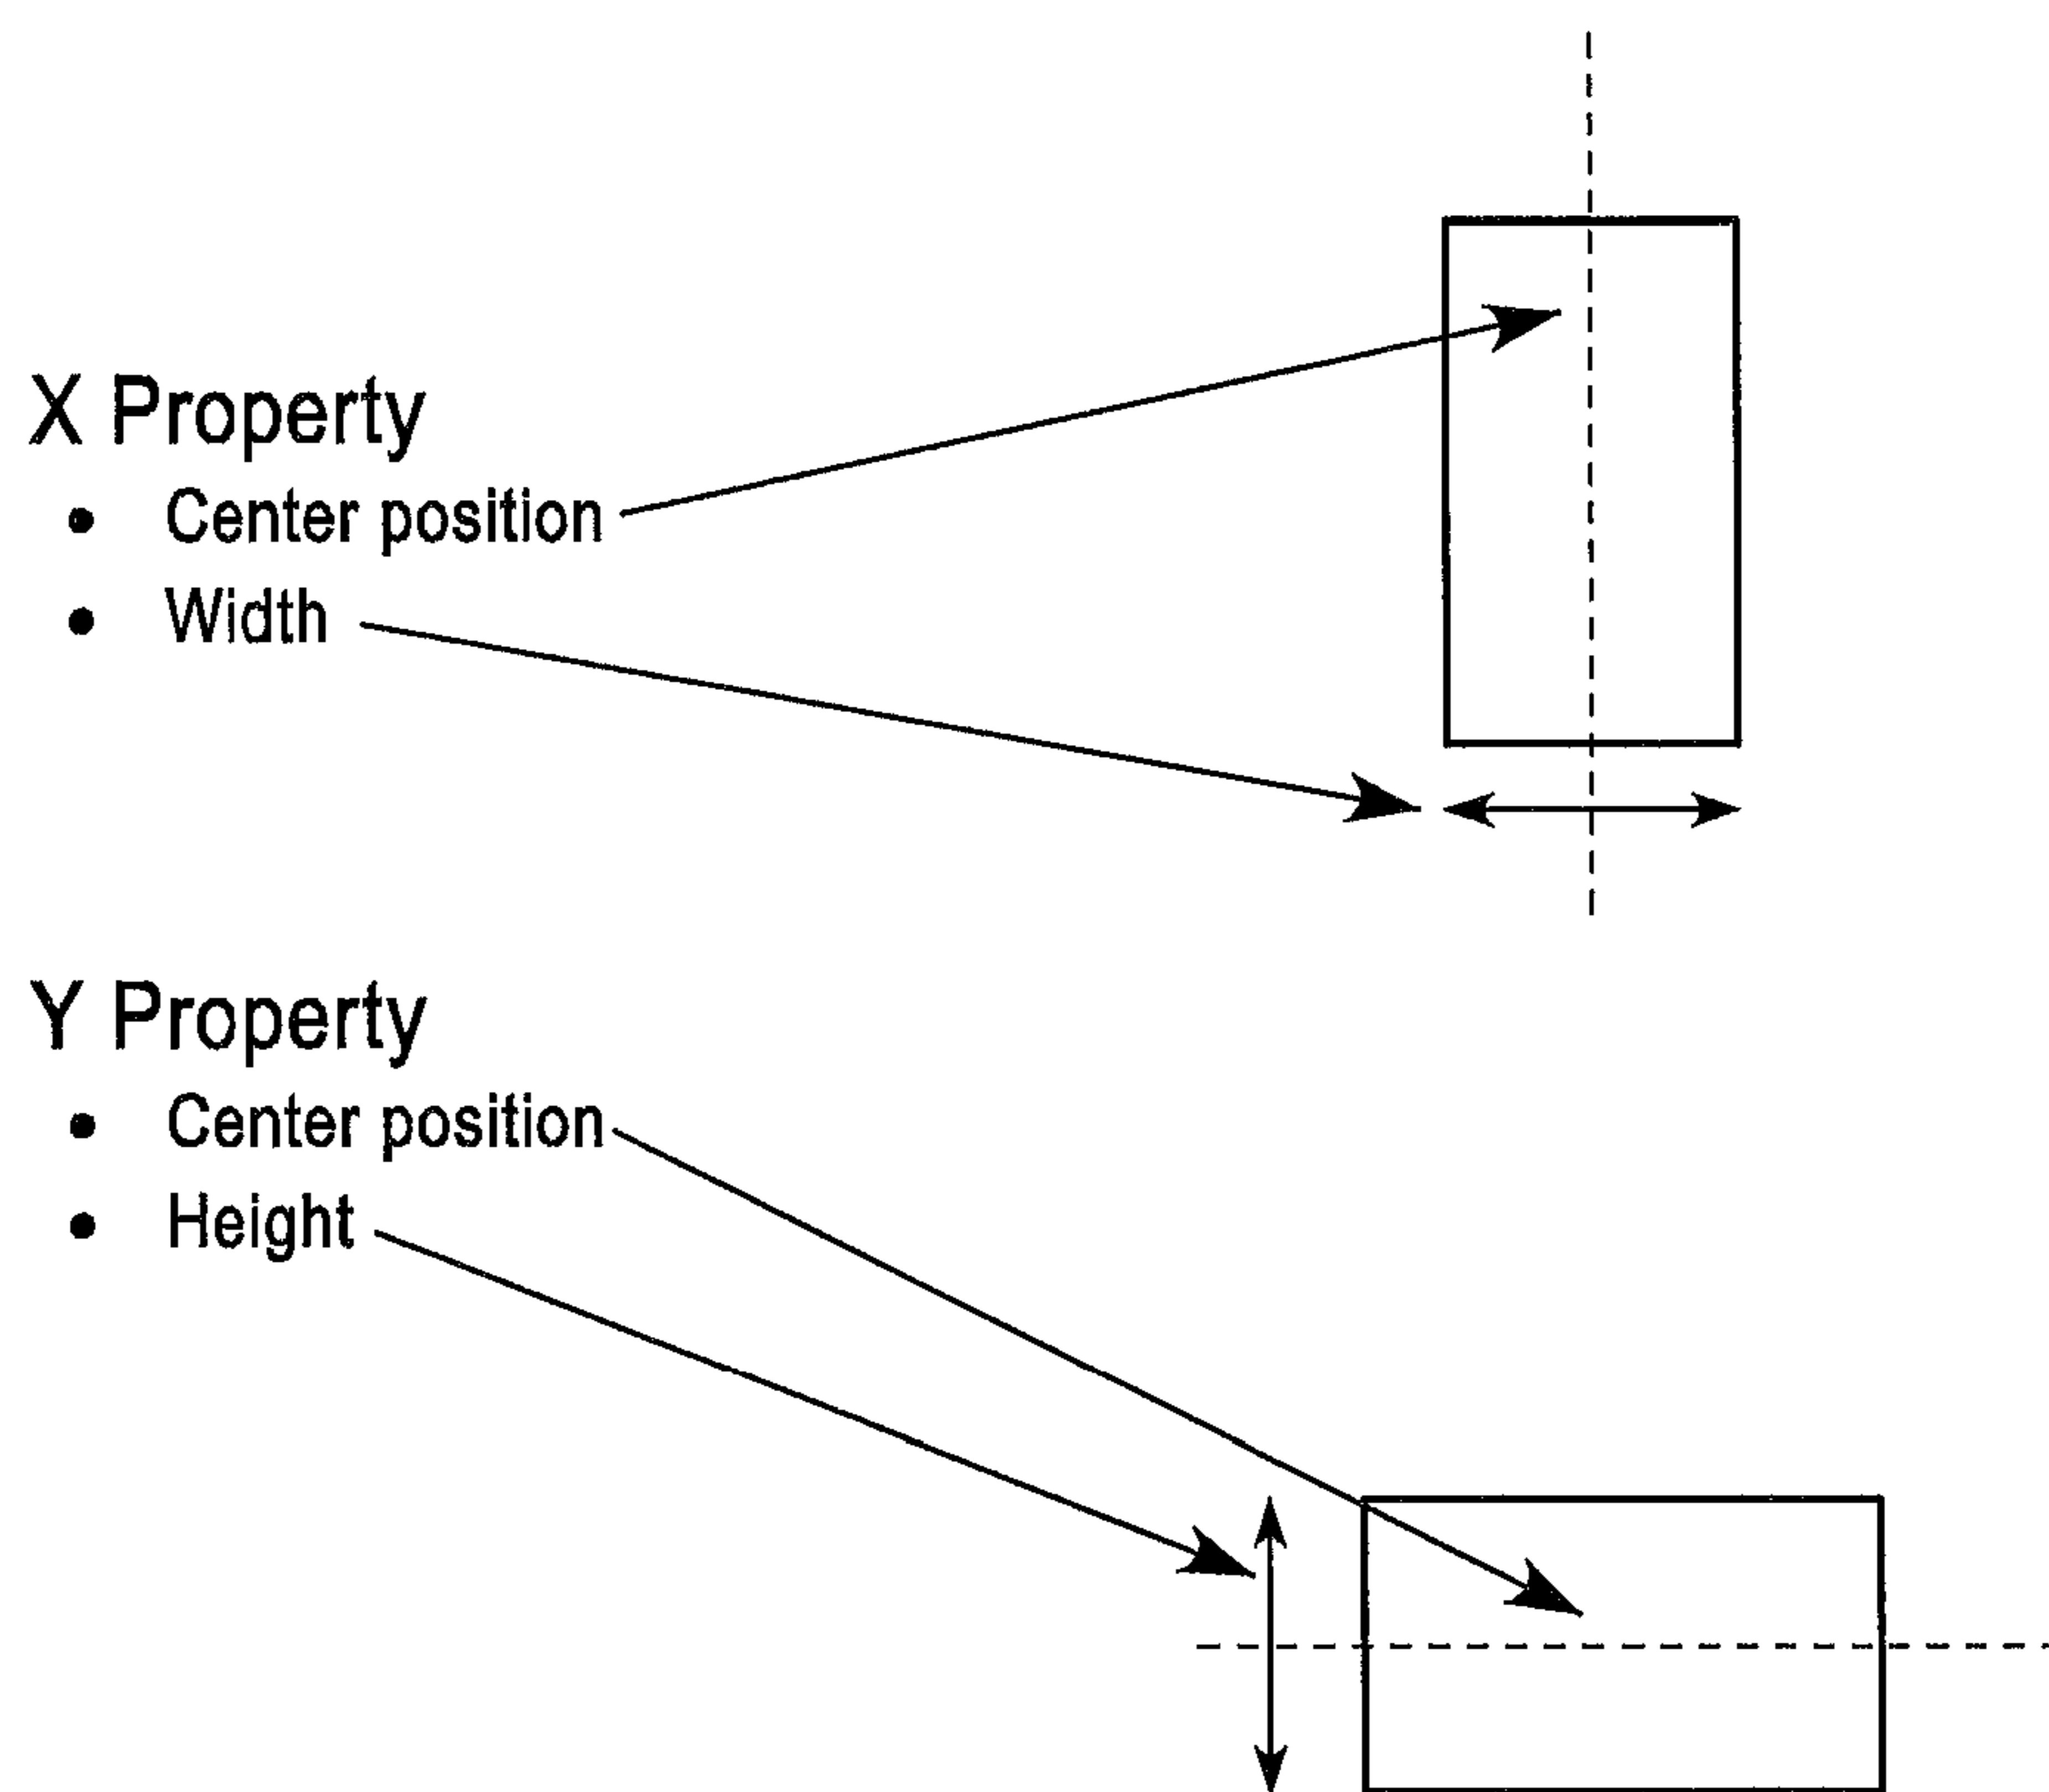 X Property
• Center position
• Width
Y Property
• Center position
• Height